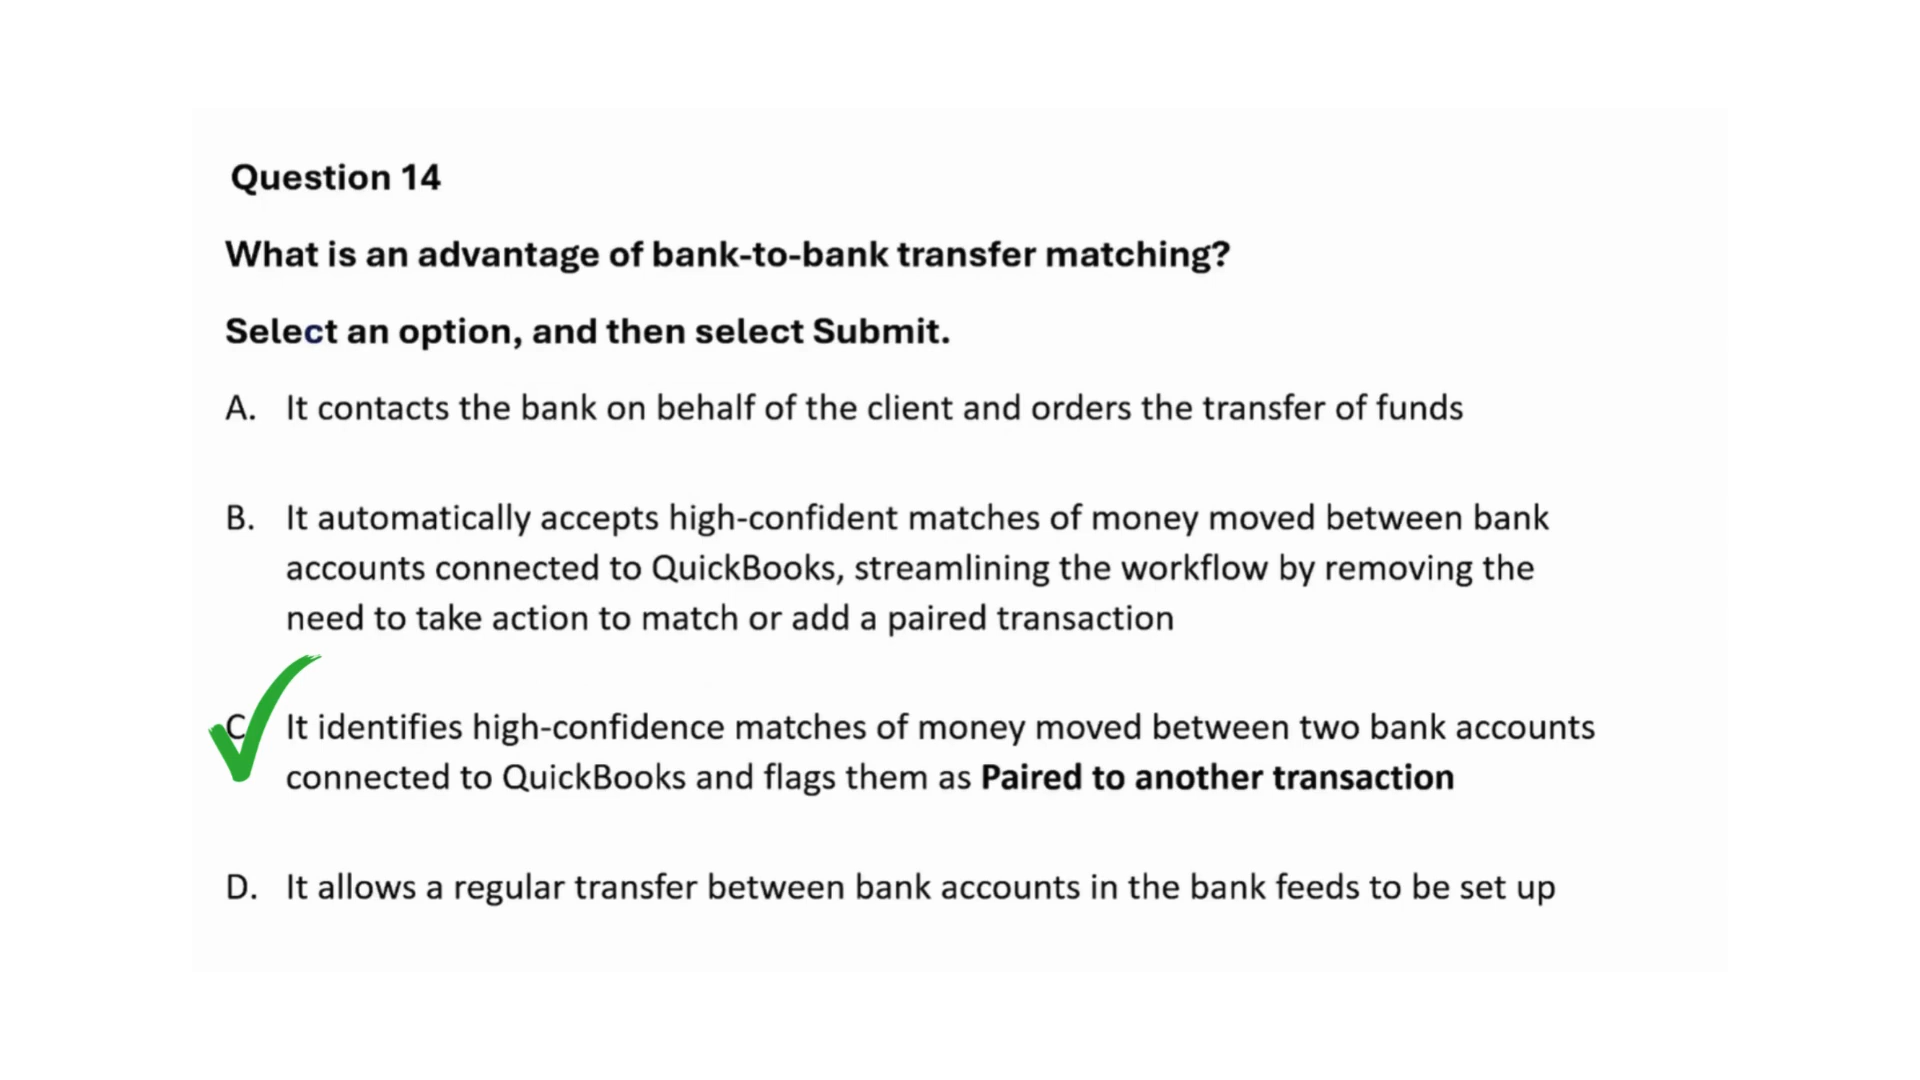 Question 14
What is an advantage of bank-to-bank transfer matching?
Select an option, and then select Submit.
A. It contacts the bank on behalf of the client and orders the transfer of funds
B. It automatically accepts high-confident matches of money moved between bank
accounts connected to QuickBooks, streamlining the workflow by removing the
need to take action to match or add a paired transaction
C. It identifies high-confidence matches of money moved between two bank accounts
connected to QuickBooks and flags them as Paired to another transaction
D. It allows a regular transfer between bank accounts in the bank feeds to be set up